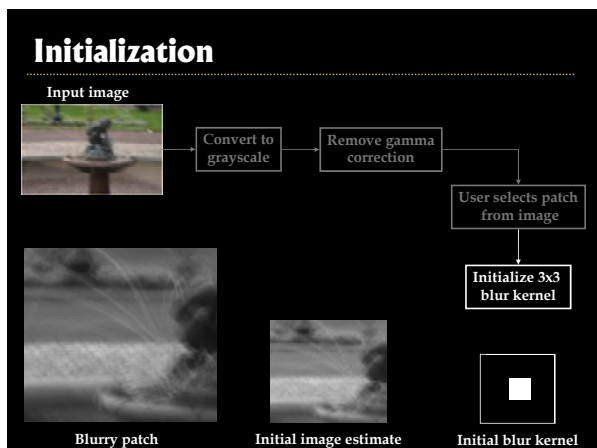 Initialization
Input image
Convert to
grayscale
Remove gamma
correction
User selects patch
from image
Initialize 3x3
blur kernel
Blurry patch
Initial image estimate
Initial blur kernel